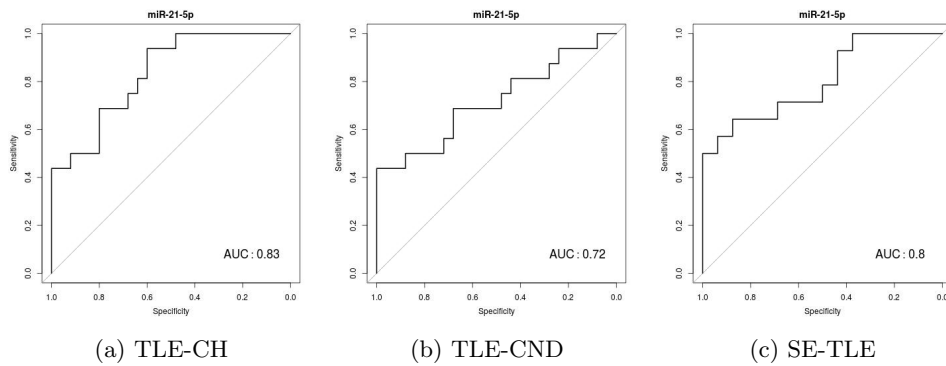 miR-21-5p
Sensitivity
1.0
0.8
0.6
0.4
0.2
0.0
AUC : 0.83
1.0 0.8 0.6 0.4 0.2 0.0
Specificity
(a) TLE-CH
miR-21-5p
Sensitivity
1.0
0.8
0.6
0.4
0.2
0.0
AUC : 0.72
1.0 0.8 0.6 0.4 0.2 0.0
Specificity
(b) TLE-CND
miR-21-5p
Sensitivity
1.0
0.8
0.6
0.4
0.2
0.0
AUC : 0.8
1.0 0.8 0.6 0.4 0.2 0.0
Specificity
(c) SE-TLE